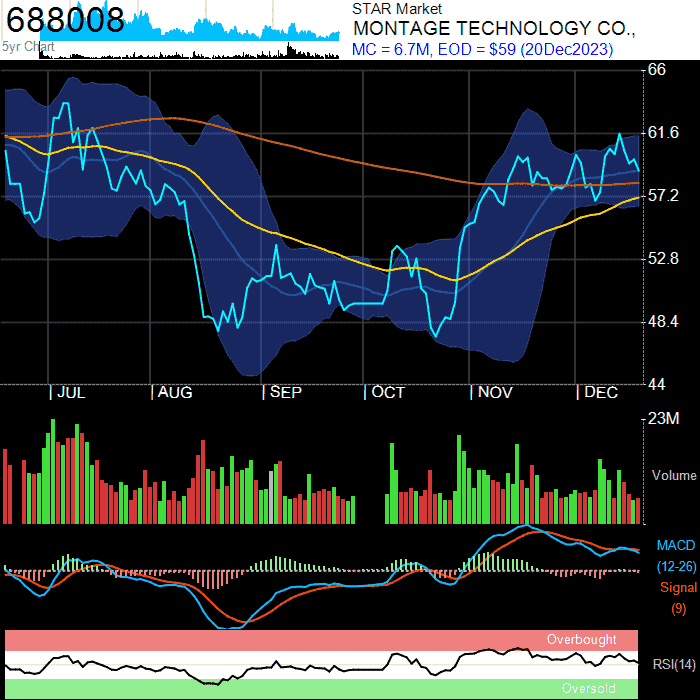 688008
5yr Chart
STAR Market
MONTAGE TECHNOLOGY CO.,
MC = 6.7M, EOD = $59 (20Dec2023)
66
61.6
57.2
52.8
48.4
44
| JUL | AUG | SEP | OCT | NOV | DEC
23M
Volume
MACD
(12-26)
Signal
(9)
Overbought
RSI(14)
Oversold